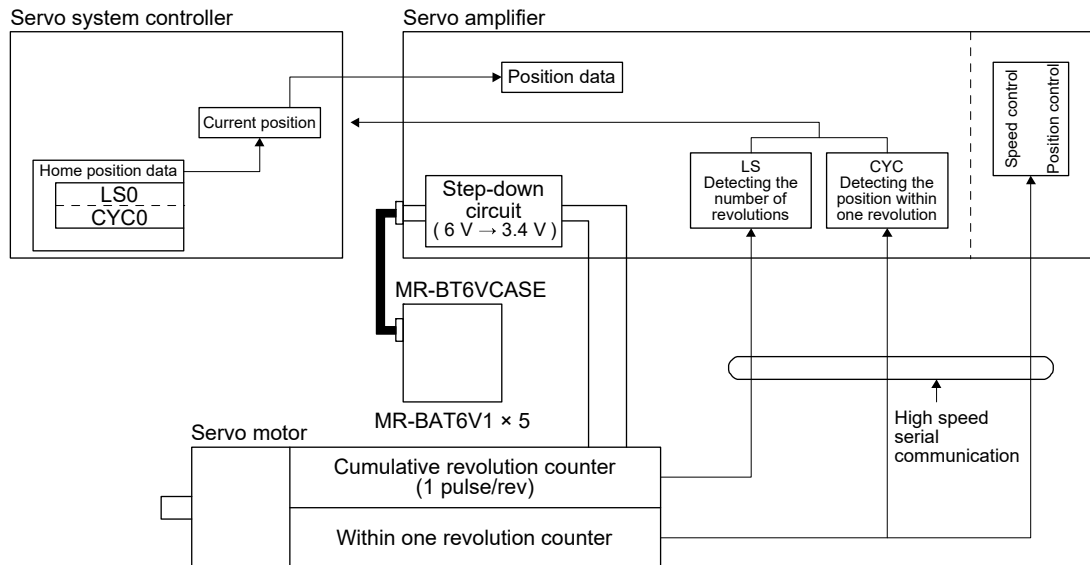 Servo system controller
Servo amplifier
Position data
Current position
Home position data
LS0
CYC0
Step-down
circuit
( 6 V → 3.4 V )
LS
Detecting the
number of
revolutions
CYC
Detecting the
position within
one revolution
Speed control
Position control
MR-BT6VCASE
MR-BAT6V1 × 5
High speed
serial
communication
Servo motor
Cumulative revolution counter
(1 pulse/rev)
Within one revolution counter